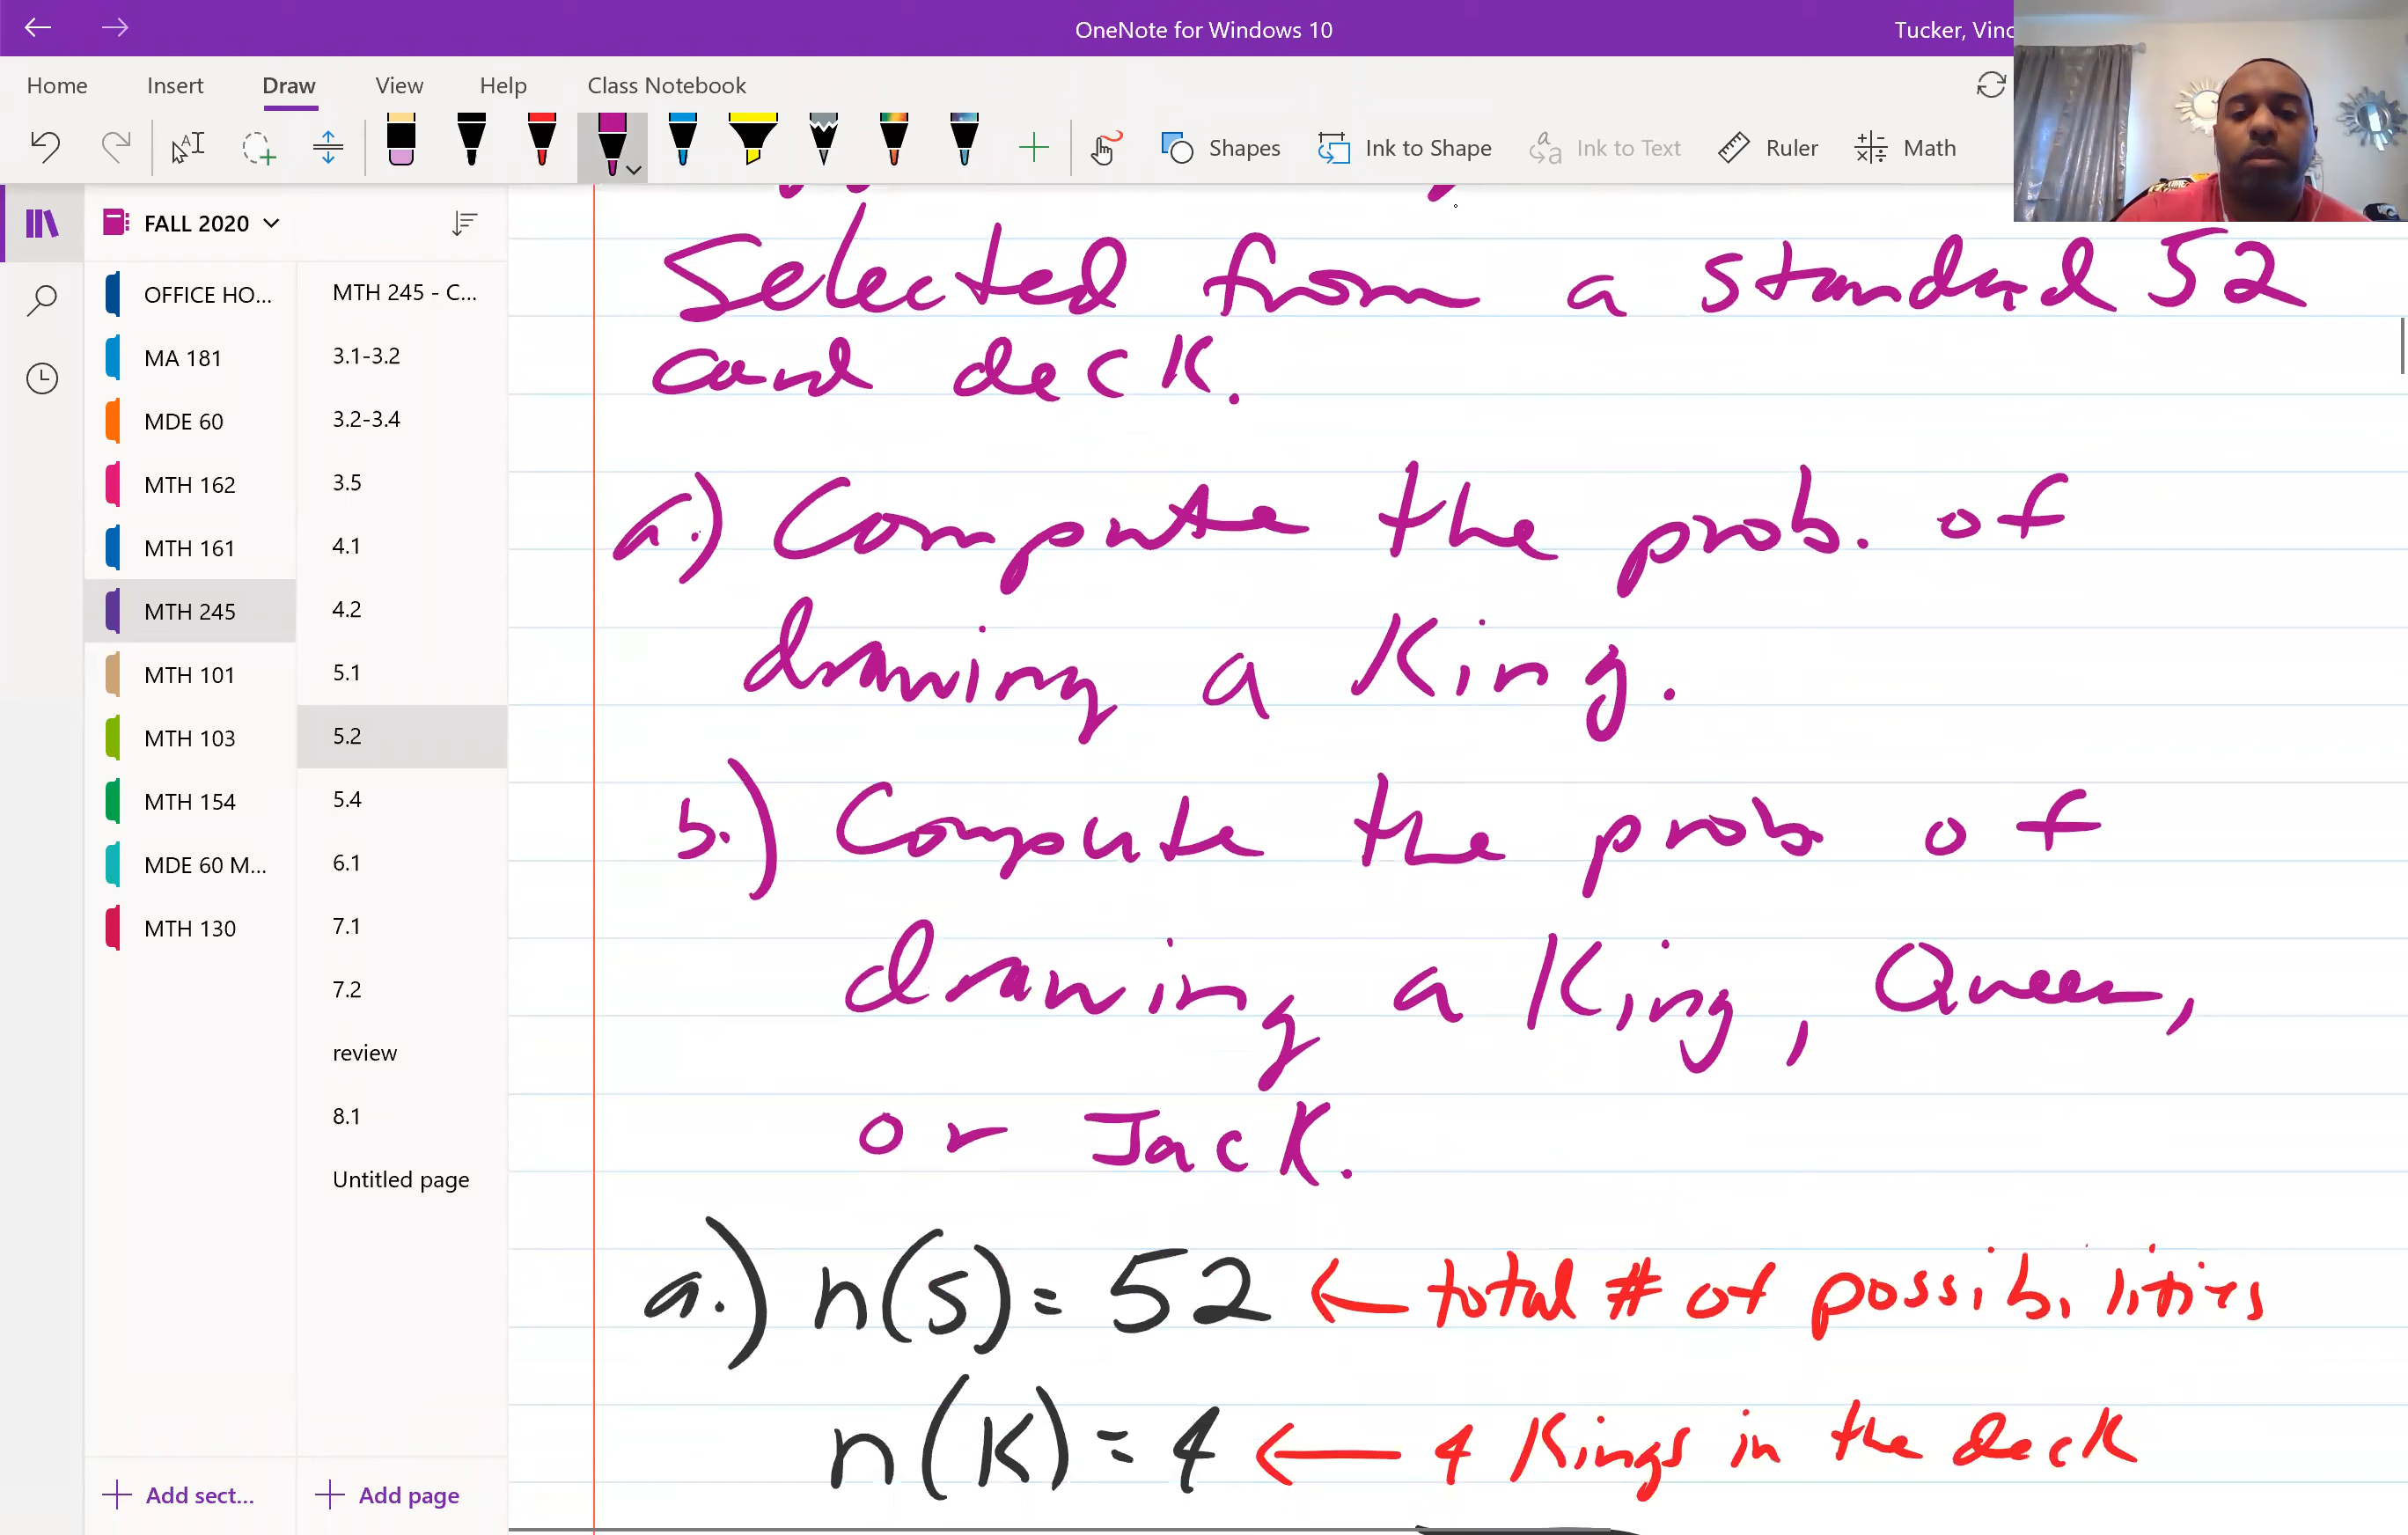 OneNote for Windows 10
Tucker, Vinc
Home Insert Draw View Help Class Notebook
Shapes Ink to Shape Ink to Text Ruler Math
FALL 2020
OFFICE HO...
MA 181
MDE 60
MTH 162
MTH 161
MTH 245
MTH 101
MTH 103
MTH 154
MDE 60 M...
MTH 130
Add sect...
MTH 245 - C...
3.1-3.2
3.2-3.4
3.5
4.1
4.2
5.1
5.2
5.4
6.1
7.1
7.2
review
8.1
Untitled page
Add page
Selected from a standard 52
card deck.
a.) Compute the prob. of
drawing a King.
b.) Compute the prob. of
drawing a King, Queen,
or Jack.
a.) n(s) = 52 ← total # of possibilities
n(K) = 4 ← 4 Kings in the deck